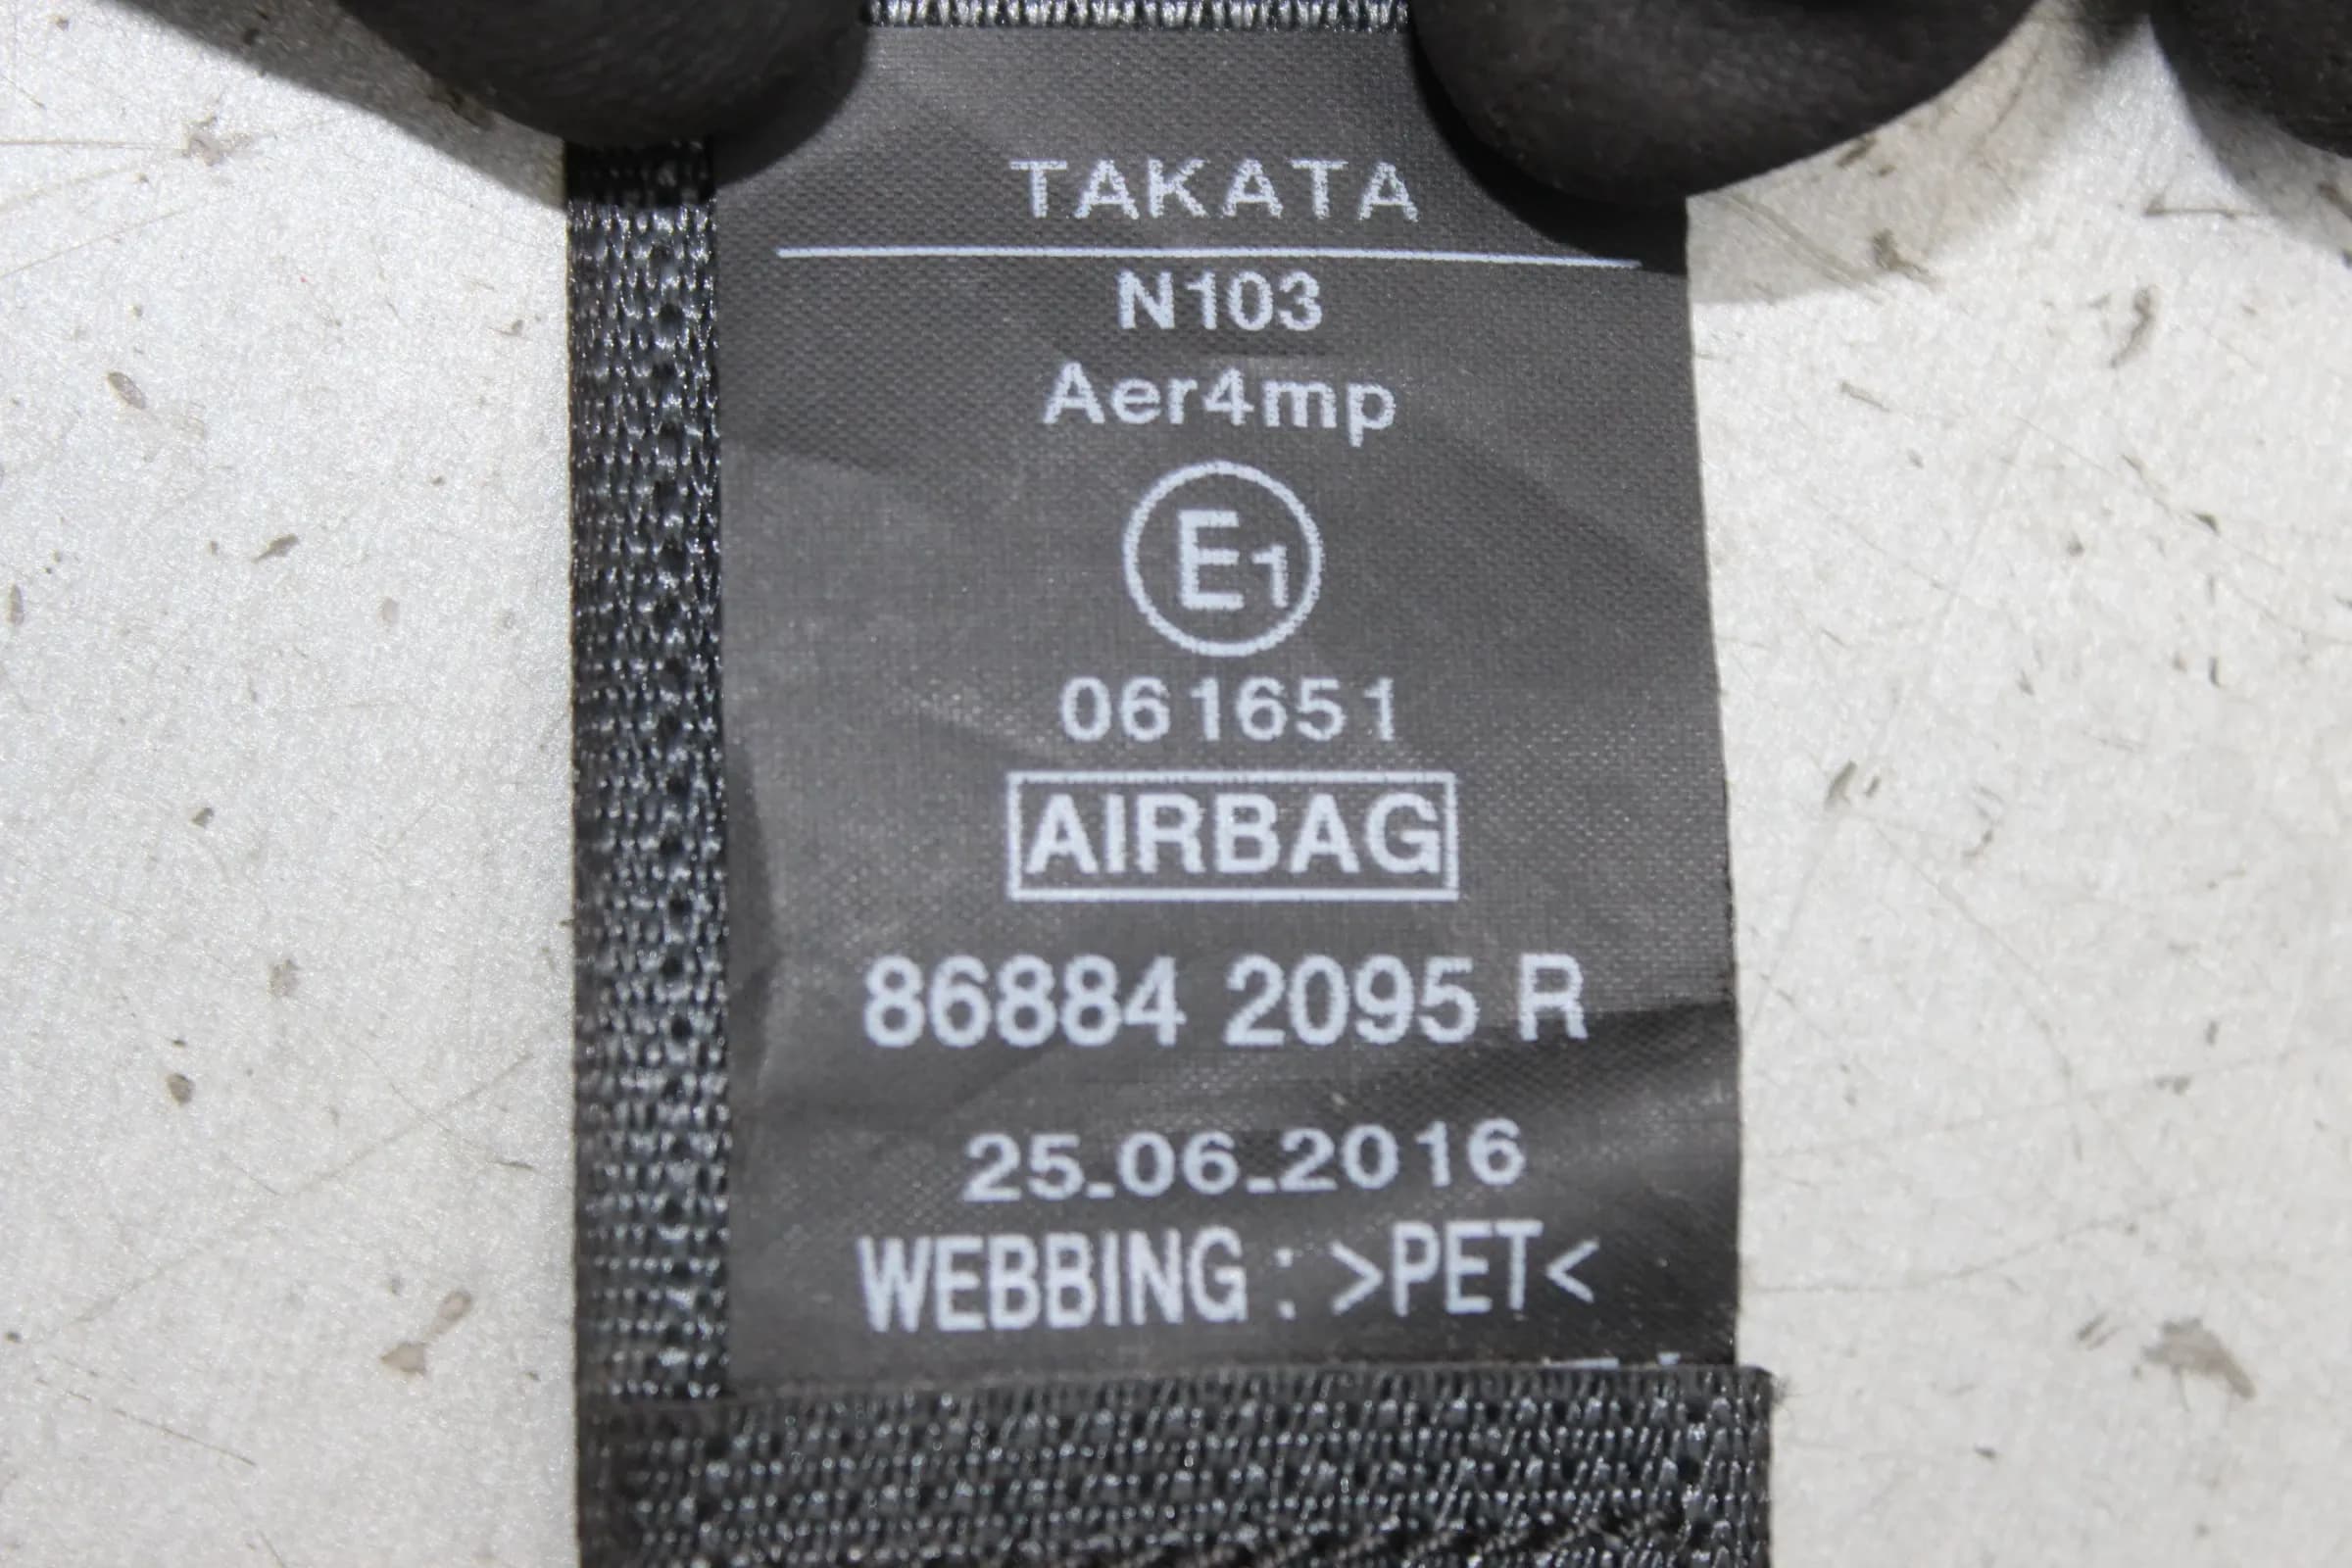 TAKATA
N103
Aer4mp
E1
061651
AIRBAG
86884 2095 R
25.06.2016
WEBBING : >PET<